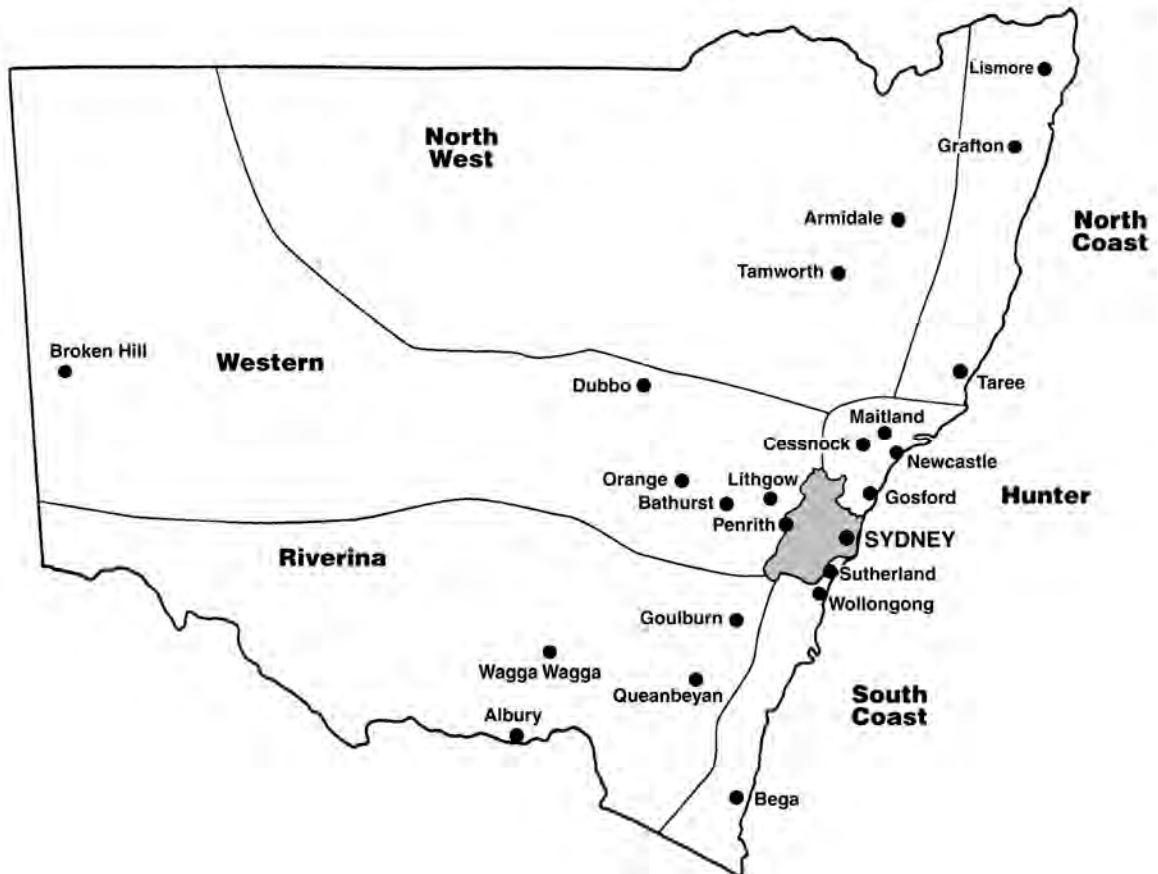 Lismore
North
West
Grafton
Armidale
North
Coast
Tamworth
Broken Hill
Western
Dubbo
Taree
Maitland
Cessnock
Newcastle
Orange
Lithgow
Gosford
Hunter
Bathurst
Penrith
SYDNEY
Riverina
Sutherland
Wollongong
Goulburn
Wagga Wagga
Queanbeyan
South
Coast
Albury
Bega